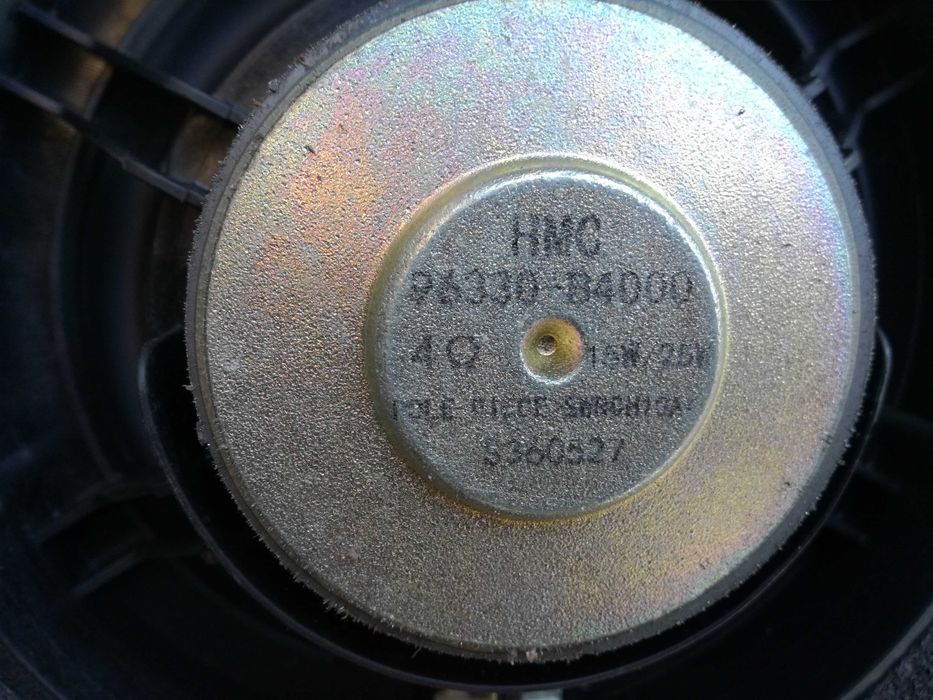 HMC
96330-B4000
4Ω 15W/25W
POLE PIECE
S360527